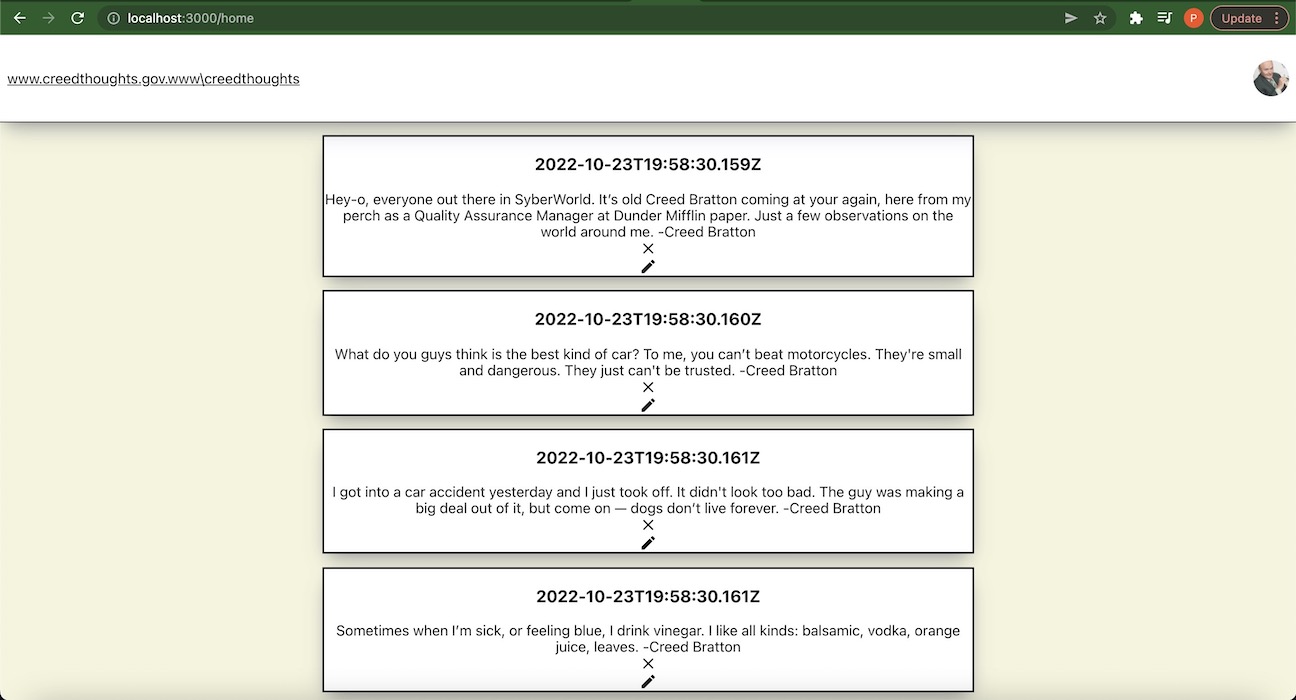 localhost:3000/home
P
Update
www.creedthoughts.gov.www\creedthoughts
2022-10-23T19:58:30.159Z
Hey-o, everyone out there in SyberWorld. It’s old Creed Bratton coming at your again, here from my
perch as a Quality Assurance Manager at Dunder Mifflin paper. Just a few observations on the
world around me. -Creed Bratton
2022-10-23T19:58:30.160Z
What do you guys think is the best kind of car? To me, you can’t beat motorcycles. They're small
and dangerous. They just can't be trusted. -Creed Bratton
2022-10-23T19:58:30.161Z
I got into a car accident yesterday and I just took off. It didn't look too bad. The guy was making a
big deal out of it, but come on — dogs don’t live forever. -Creed Bratton
2022-10-23T19:58:30.161Z
Sometimes when I’m sick, or feeling blue, I drink vinegar. I like all kinds: balsamic, vodka, orange
juice, leaves. -Creed Bratton